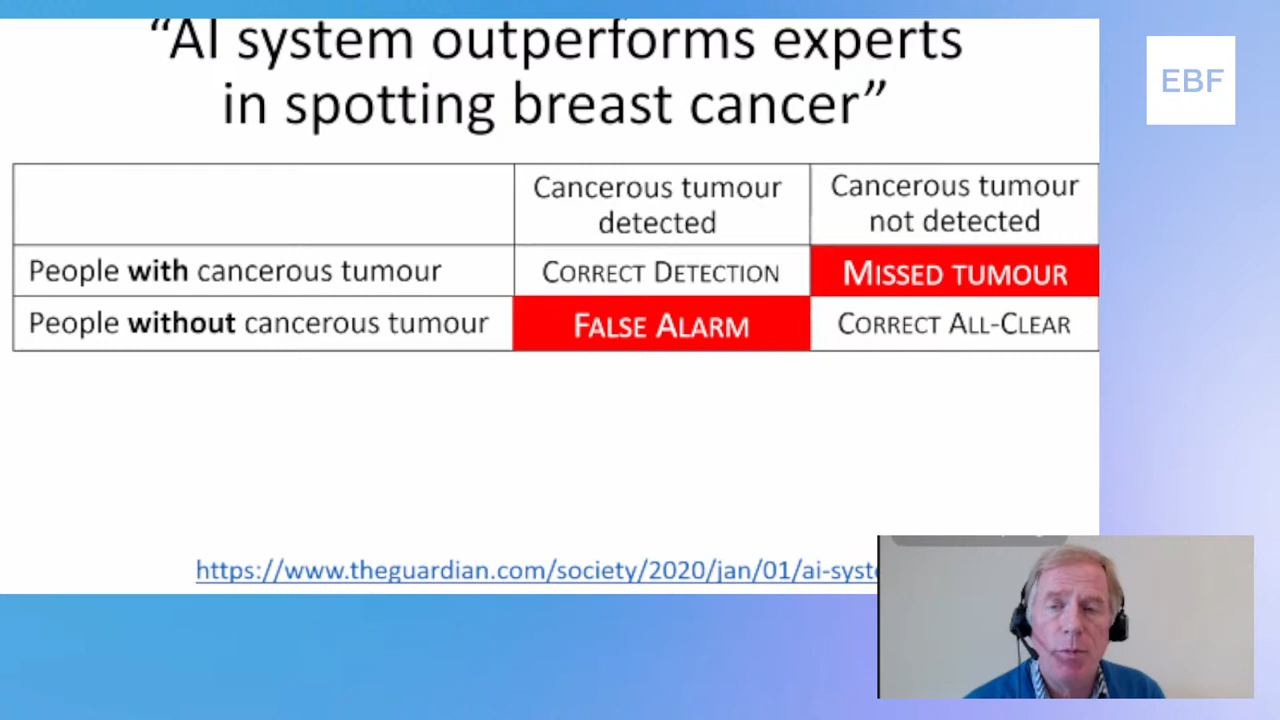 “AI system outperforms experts
in spotting breast cancer”
EBF
Cancerous tumour
detected
Cancerous tumour
not detected
People with cancerous tumour
CORRECT DETECTION
MISSED TUMOUR
People without cancerous tumour
FALSE ALARM
CORRECT ALL-CLEAR
https://www.theguardian.com/society/2020/jan/01/ai-syst